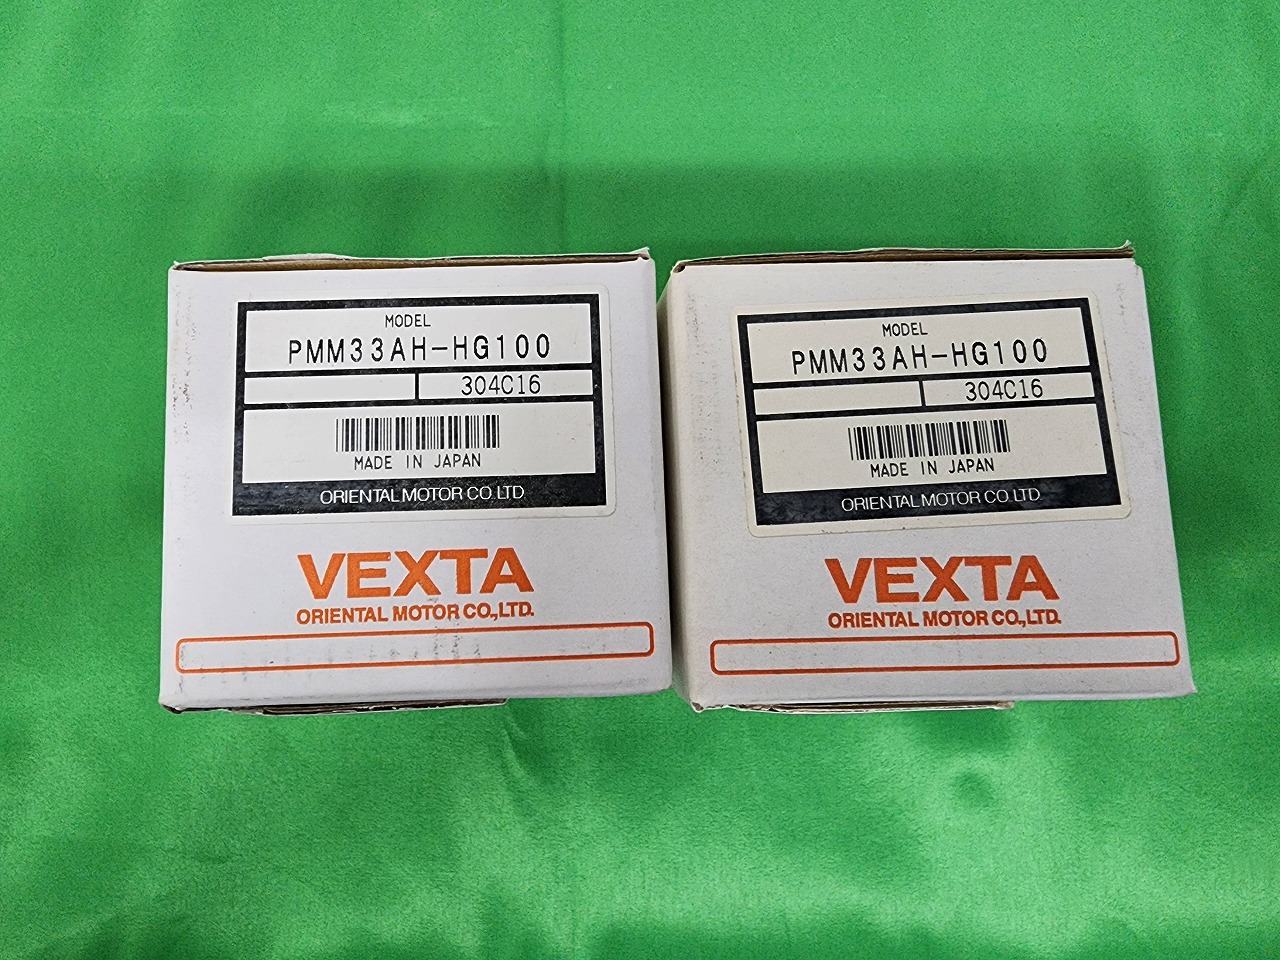 MODEL
PMM33AH-HG100
304C16
MADE IN JAPAN
ORIENTAL MOTOR CO LTD
VEXTA
ORIENTAL MOTOR CO.,LTD.
MODEL
PMM33AH-HG100
304C16
MADE IN JAPAN
ORIENTAL MOTOR CO LTD
VEXTA
ORIENTAL MOTOR CO.,LTD.